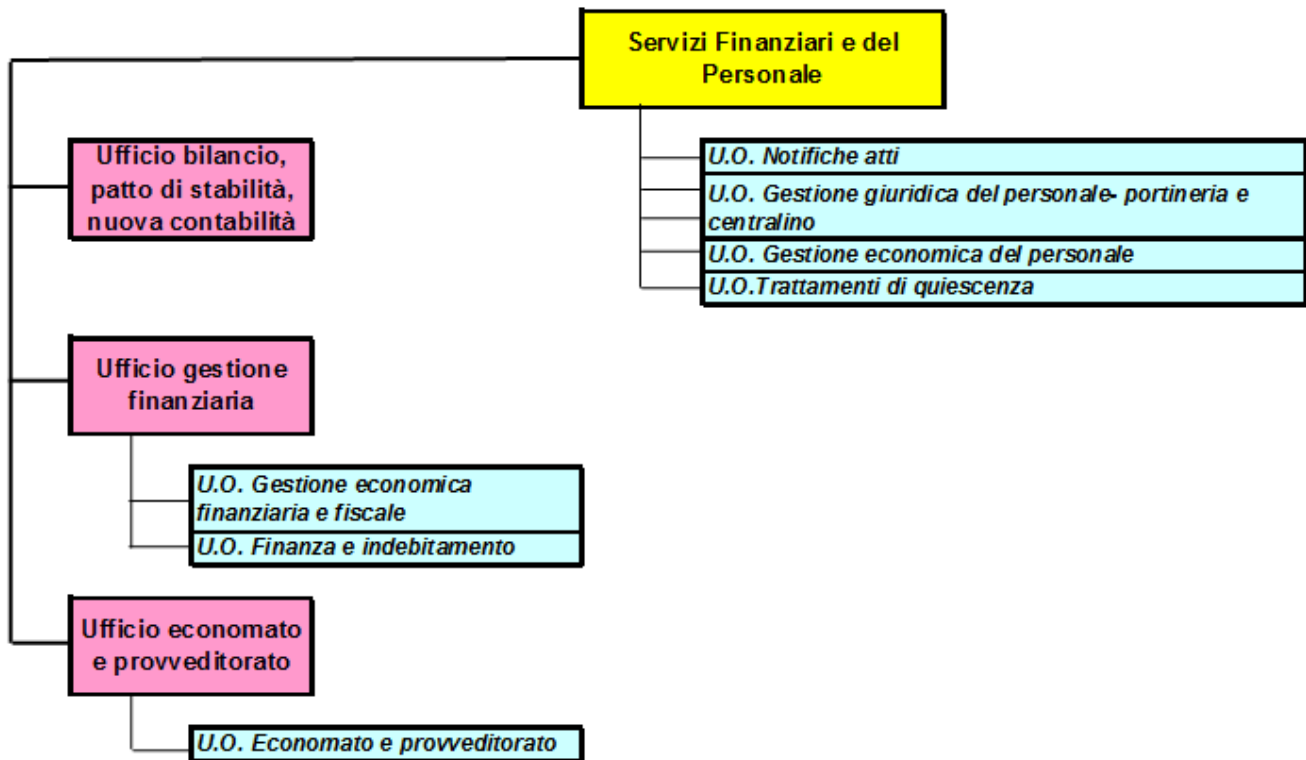 Servizi Finanziari e del
Personale
Ufficio bilancio,
patto di stabilità,
nuova contabilità
U.O. Notifiche atti
U.O. Gestione giuridica del personale- portineria e
centralino
U.O. Gestione economica del personale
U.O.Trattamenti di quiescenza
Ufficio gestione
finanziaria
U.O. Gestione economica
finanziaria e fiscale
U.O. Finanza e indebitamento
Ufficio economato
e provveditorato
U.O. Economato e provveditorato